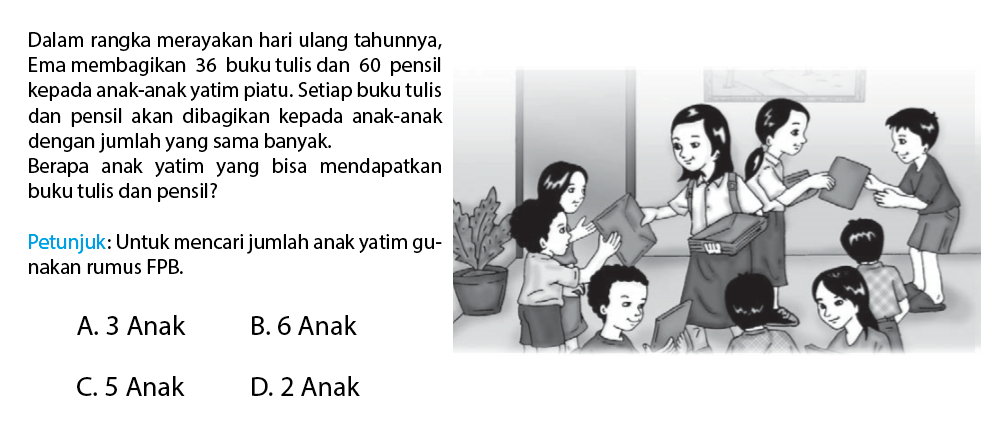 Dalam rangka merayakan hari ulang tahunnya,
Ema membagikan 36 buku tulis dan 60 pensil
kepada anak-anak yatim piatu. Setiap buku tulis
dan pensil akan dibagikan kepada anak-anak
dengan jumlah yang sama banyak.
Berapa anak yatim yang bisa mendapatkan
buku tulis dan pensil?
Petunjuk: Untuk mencari jumlah anak yatim gu-
nakan rumus FPB.
A. 3 Anak B. 6 Anak
C. 5 Anak D. 2 Anak